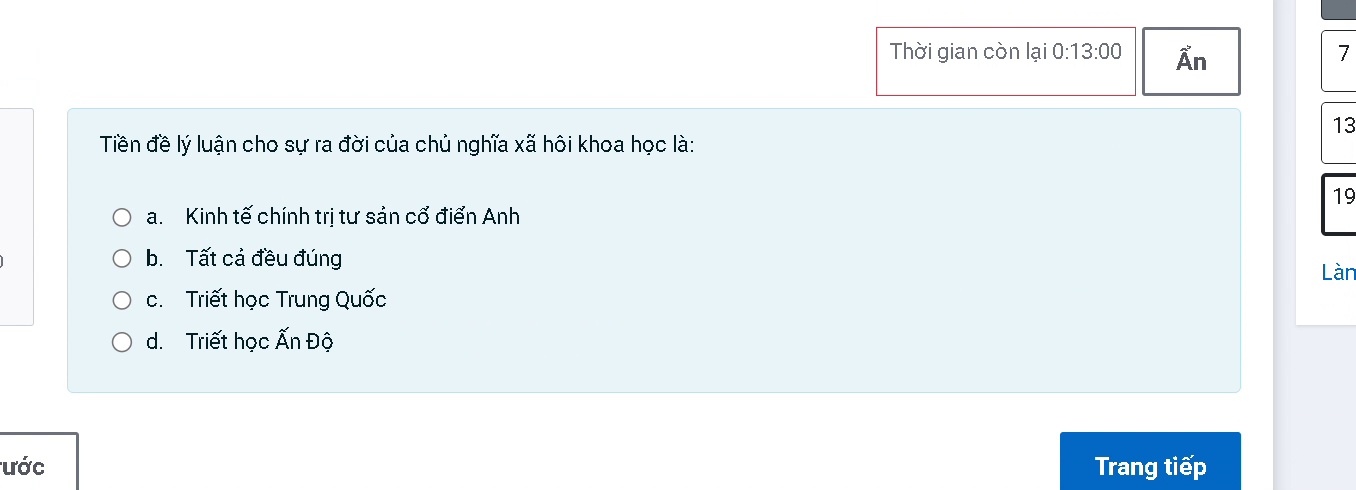 Thời gian còn lại 0:13:00
Ẩn
7
13
Tiền đề lý luận cho sự ra đời của chủ nghĩa xã hôi khoa học là:
19
a. Kinh tế chính trị tư sản cổ điển Anh
b. Tất cả đều đúng
Làm
c. Triết học Trung Quốc
d. Triết học Ấn Độ
rước
Trang tiếp